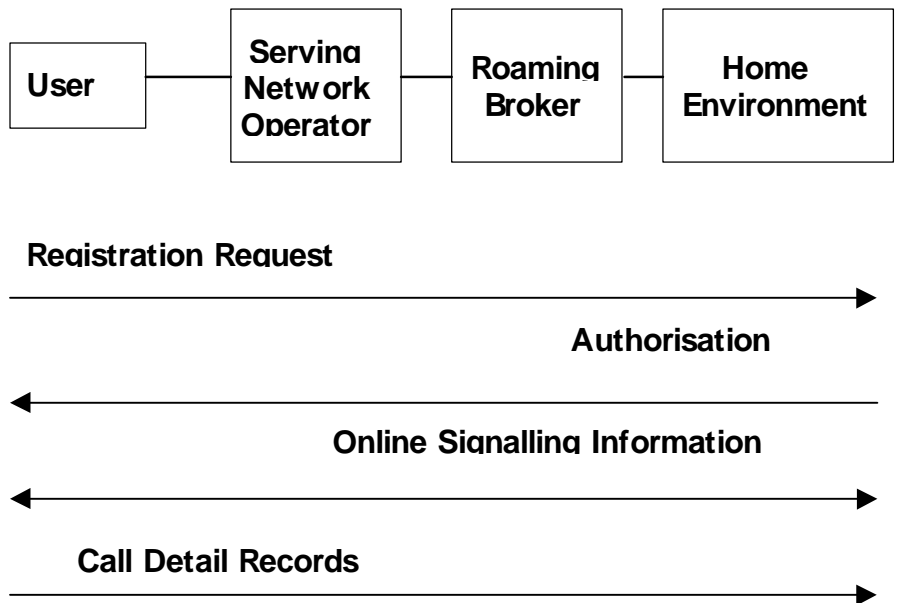 User
Serving
Network
Operator
Roaming
Broker
Home
Environment
Registration Request
Authorisation
Online Signalling Information
Call Detail Records